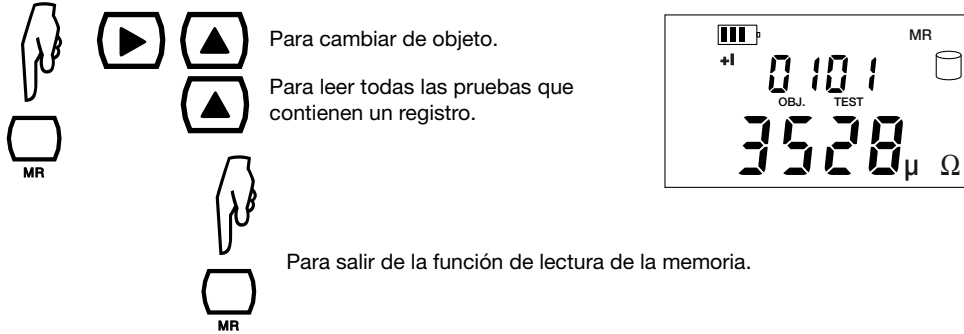 MR
Para cambiar de objeto.
Para leer todas las pruebas que
contienen un registro.
MR
+I
0101
OBJ. TEST
3528 µ Ω
MR
Para salir de la función de lectura de la memoria.